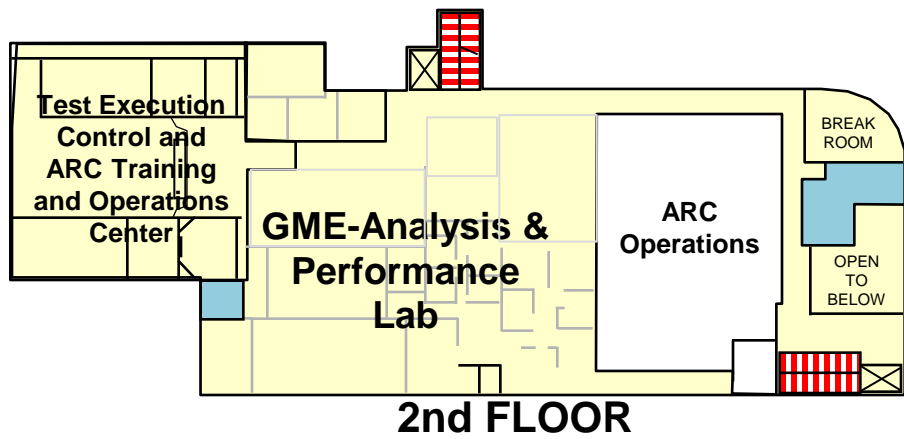 Test Execution
Control and
ARC Training
and Operations
Center
GME-Analysis &
Performance
Lab
ARC
Operations
BREAK
ROOM
OPEN
TO
BELOW
2nd FLOOR